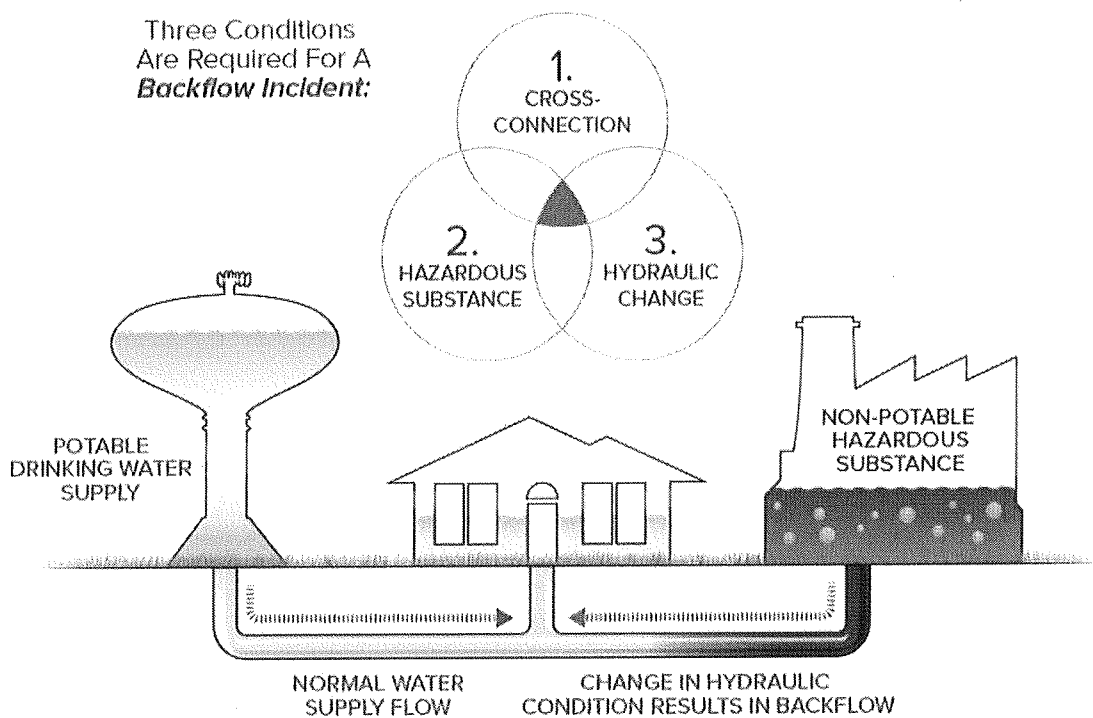 Three Conditions
Are Required For A
Backflow Incident:
1.
CROSS-
CONNECTION
2.
HAZARDOUS
SUBSTANCE
3.
HYDRAULIC
CHANGE
POTABLE
DRINKING WATER
SUPPLY
NON-POTABLE
HAZARDOUS
SUBSTANCE
NORMAL WATER
SUPPLY FLOW
CHANGE IN HYDRAULIC
CONDITION RESULTS IN BACKFLOW